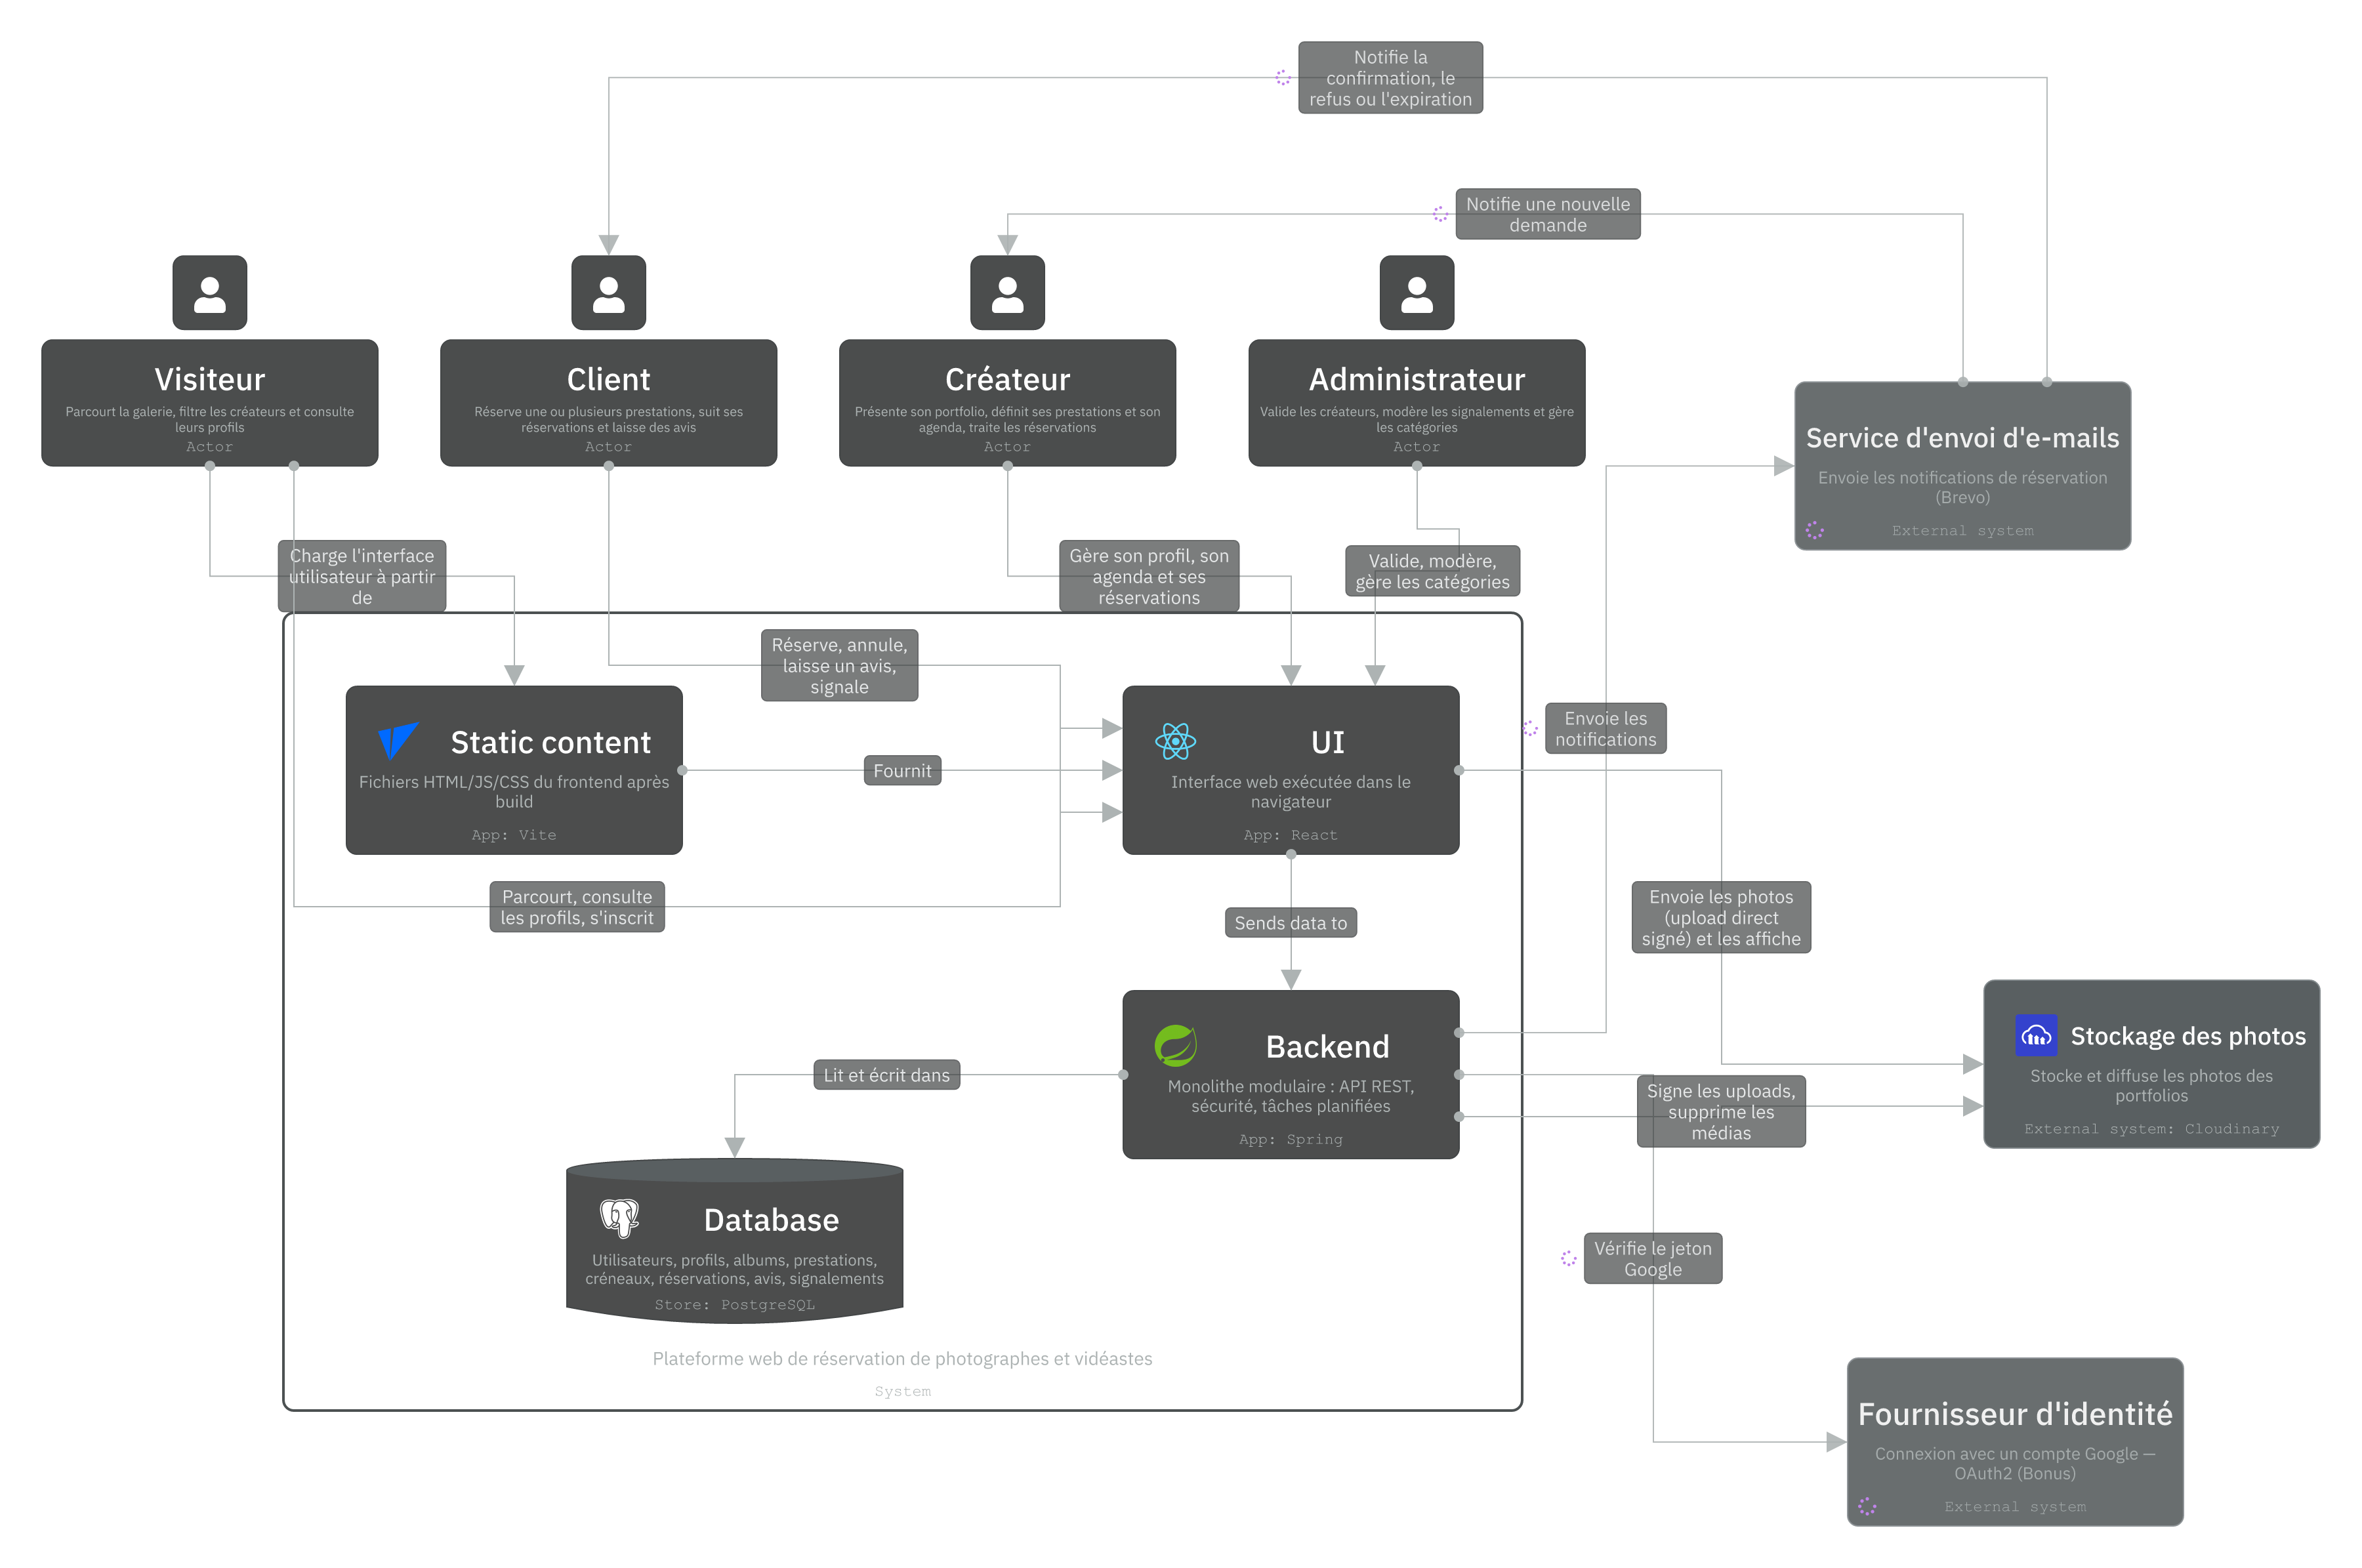 Notifie la
confirmation, le
refus ou l'expiration
Notifie une nouvelle
demande
Visiteur
Parcourt la galerie, filtre les créateurs et consulte
leurs profils
Actor
Client
Réserve une ou plusieurs prestations, suit ses
réservations et laisse des avis
Actor
Créateur
Présente son portfolio, définit ses prestations et son
agenda, traite les réservations
Actor
Administrateur
Valide les créateurs, modère les signalements et gère
les catégories
Actor
Service d'envoi d'e-mails
Envoie les notifications de réservation
(Brevo)
External system
Charge l'interface
utilisateur à partir
de
Gère son profil, son
agenda et ses
réservations
Valide, modère,
gère les catégories
Réserve, annule,
laisse un avis,
signale
Static content
Fichiers HTML/JS/CSS du frontend après
build
App: Vite
Fournit
UI
Interface web exécutée dans le
navigateur
App: React
Envoie les
notifications
Parcourt, consulte
les profils, s'inscrit
Sends data to
Envoie les photos
(upload direct
signé) et les affiche
Backend
Monolithe modulaire : API REST,
sécurité, tâches planifiées
App: Spring
Lit et écrit dans
Signe les uploads,
supprime les
médias
Stockage des photos
Stocke et diffuse les photos des
portfolios
External system: Cloudinary
Database
Utilisateurs, profils, albums, prestations,
créneaux, réservations, avis, signalements
Store: PostgreSQL
Vérifie le jeton
Google
Plateforme web de réservation de photographes et vidéastes
System
Fournisseur d'identité
Connexion avec un compte Google —
OAuth2 (Bonus)
External system